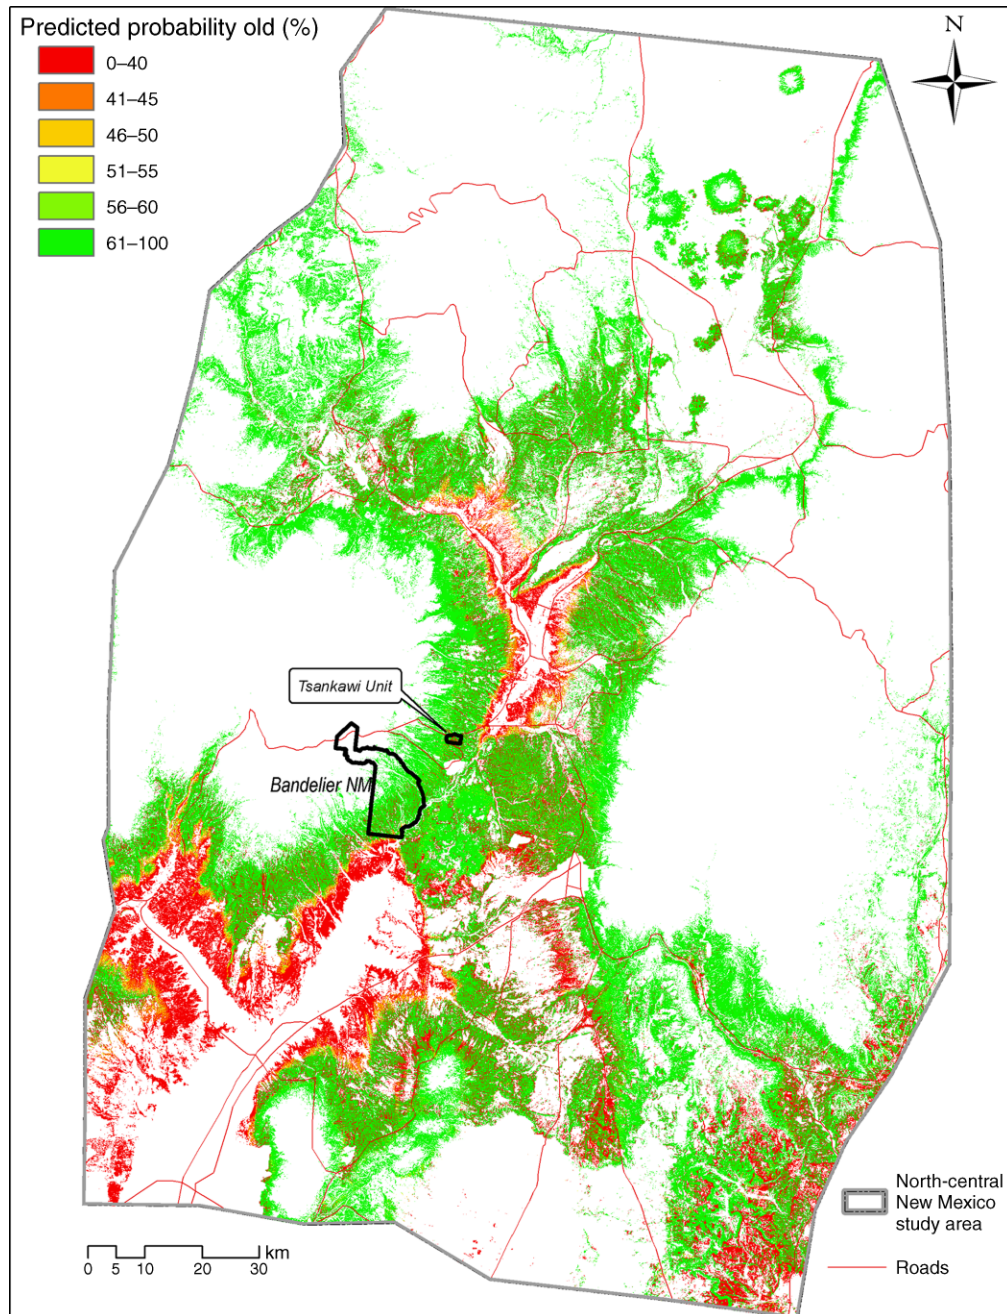 Predicted probability old (%)
0–40
41–45
46–50
51–55
56–60
61–100
N
Tsankawi Unit
Bandelier NM
North-central
New Mexico
study area
Roads
km
0 5 10 20 30